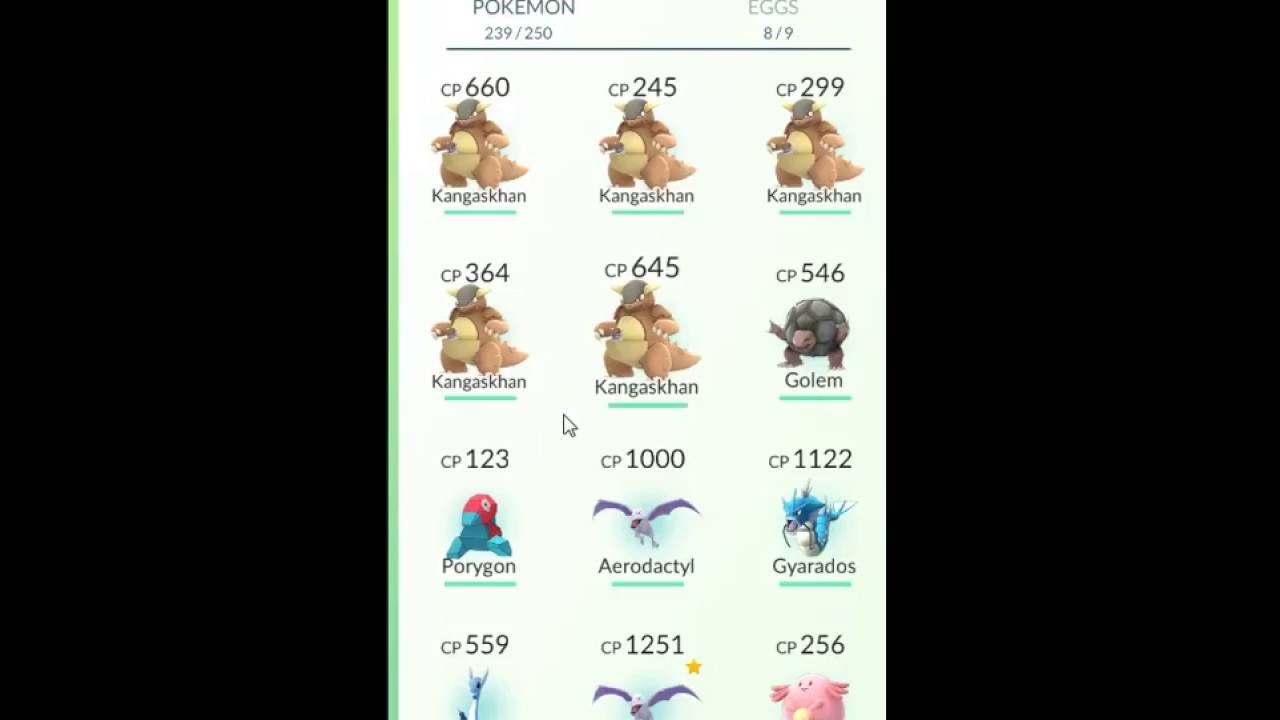 POKÉMON EGGS
239 / 250 8 / 9
CP 660 CP 245 CP 299
Kangaskhan Kangaskhan Kangaskhan
CP 364 CP 645 CP 546
Kangaskhan Kangaskhan Golem
CP 123 CP 1000 CP 1122
Porygon Aerodactyl Gyarados
CP 559 CP 1251 CP 256